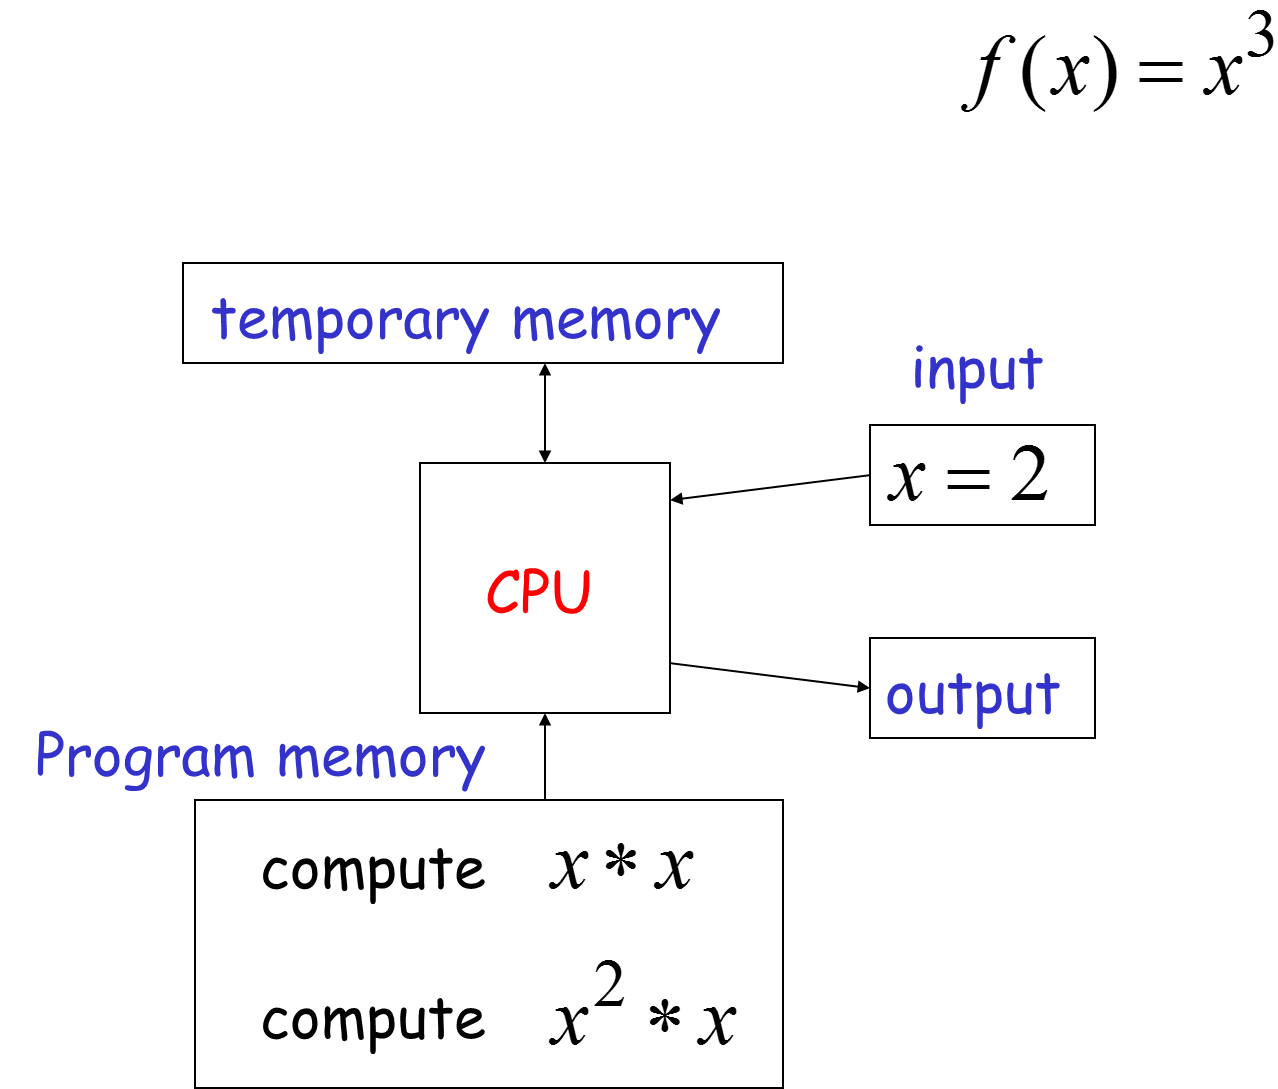 f(x) = x³
temporary memory
input
x = 2
CPU
output
Program memory
compute x * x
compute x² * x